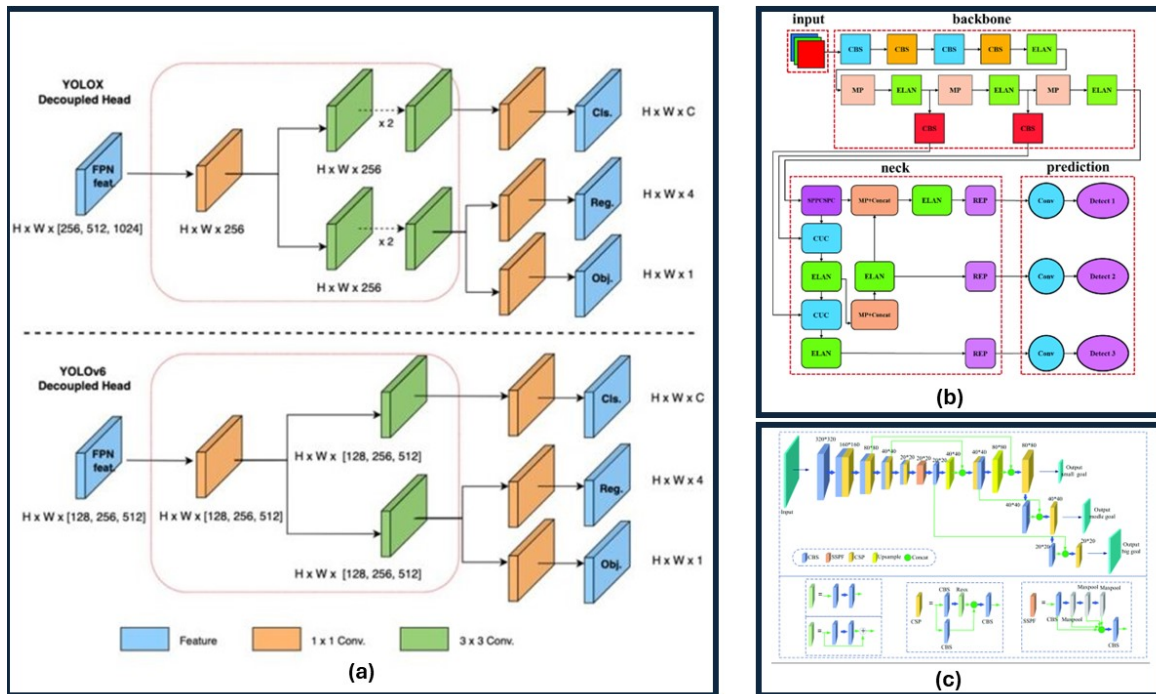 YOLOX
Decoupled Head
FPN
feat.
H x W x [256, 512, 1024]
H x W x 256
x 2
H x W x 256
x 2
H x W x 256
Cls.
H x W x C
Reg.
H x W x 4
Obj.
H x W x 1
YOLOv6
Decoupled Head
FPN
feat.
H x W x [128, 256, 512]
H x W x [128, 256, 512]
H x W x [128, 256, 512]
H x W x [128, 256, 512]
Cls.
H x W x C
Reg.
H x W x 4
Obj.
H x W x 1
Feature
1 x 1 Conv.
3 x 3 Conv.
(a)
input
backbone
CBS CBS CBS CBS ELAN
MP ELAN MP ELAN MP ELAN
CBS CBS
neck
prediction
SPPCSPC MP+Concat ELAN REP Conv Detect 1
CUC
ELAN ELAN REP Conv Detect 2
CUC MP+Concat
ELAN REP Conv Detect 3
(b)
Input
320*320
160*160
80*80
40*40
20*20
20*20
20*20
40*40
40*40
80*80
80*80
Output
small goal
40*40
40*40
Output
medle goal
20*20
20*20
Output
big goal
CBS SSPF CSP Upsample Concat
CSP = CBS Resx
CBS
CBS
SSPF = CBS Maxpool Maxpool Maxpool
CBS
(c)